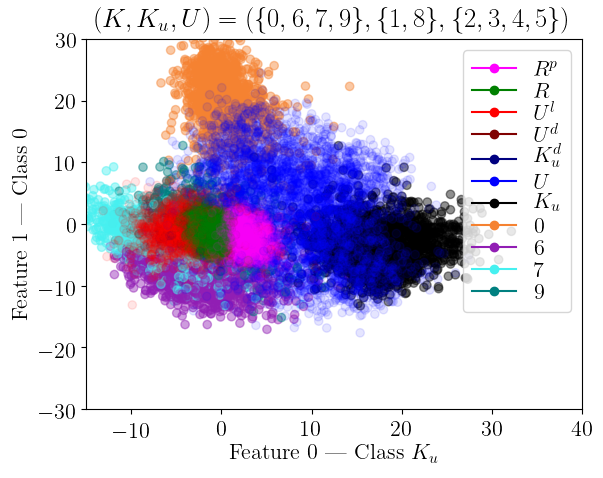 (K, K_u, U) = ({0, 6, 7, 9}, {1, 8}, {2, 3, 4, 5})
30
20
10
0
−10
−20
−30
Feature 1 — Class 0
R^p
R
U^l
U^d
K_u^d
U
K_u
0
6
7
9
−10
0
10
20
30
40
Feature 0 — Class K_u